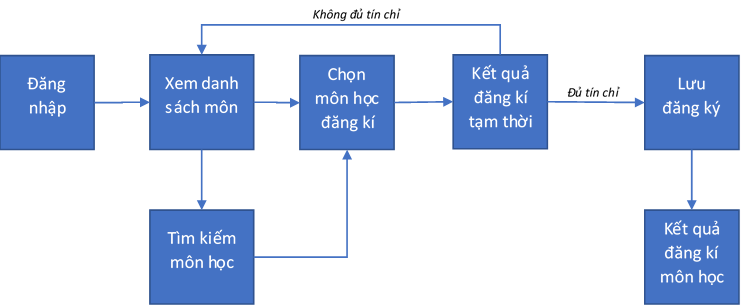 Không đủ tín chỉ
Đăng
nhập
Xem danh
sách môn
Chọn
môn học
đăng kí
Kết quả
đăng kí
tạm thời
Đủ tín chỉ
Lưu
đăng ký
Tìm kiếm
môn học
Kết quả
đăng kí
môn học